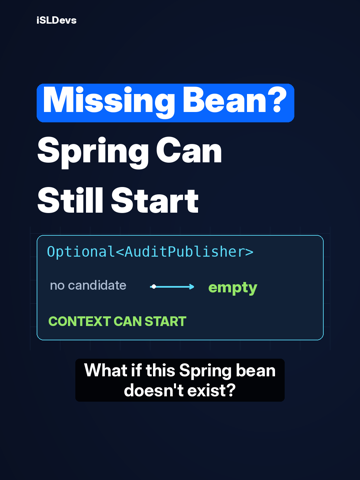 iSLDevs
Missing Bean?
Spring Can
Still Start
Optional<AuditPublisher>
no candidate
empty
CONTEXT CAN START
What if this Spring bean
doesn't exist?